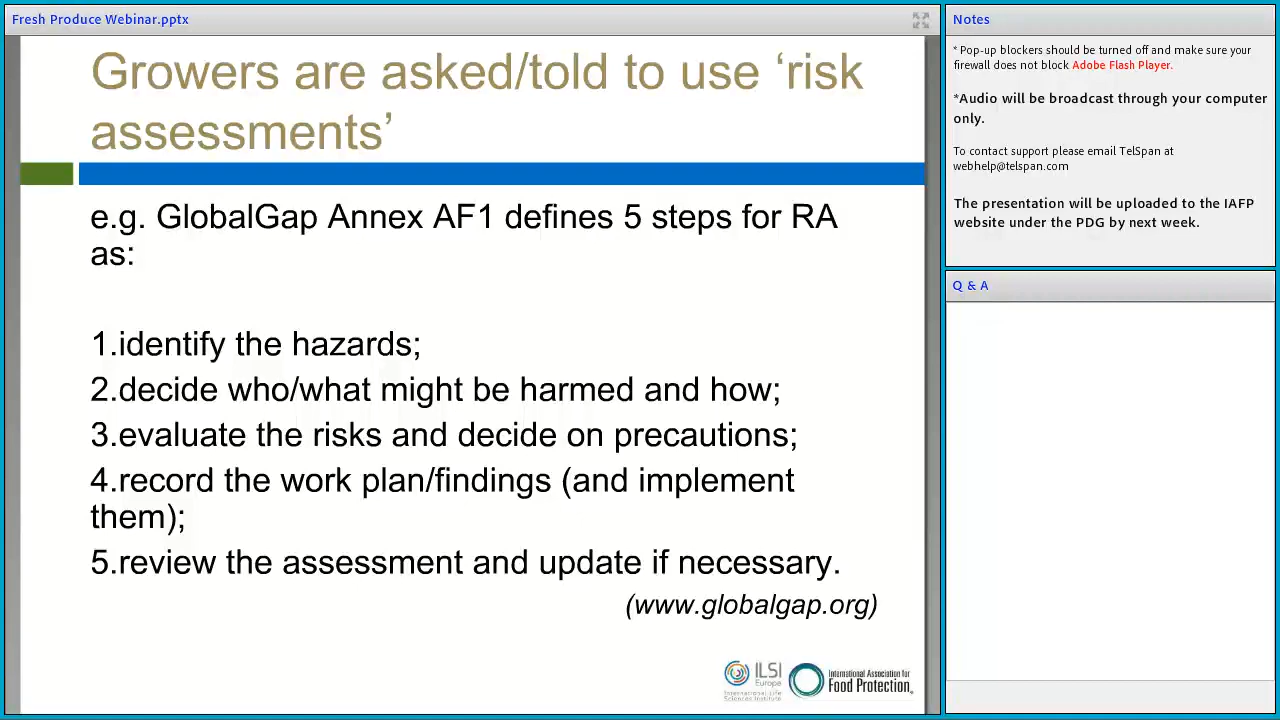 Fresh Produce Webinar.pptx
Growers are asked/told to use ‘risk
assessments’
e.g. GlobalGap Annex AF1 defines 5 steps for RA
as:
1.identify the hazards;
2.decide who/what might be harmed and how;
3.evaluate the risks and decide on precautions;
4.record the work plan/findings (and implement
them);
5.review the assessment and update if necessary.
(www.globalgap.org)
ILSI
Europe
International Life
Sciences Institute
International Association for
Food Protection®
Notes
* Pop-up blockers should be turned off and make sure your
firewall does not block Adobe Flash Player.
*Audio will be broadcast through your computer
only.
To contact support please email TelSpan at
webhelp@telspan.com
The presentation will be uploaded to the IAFP
website under the PDG by next week.
Q & A